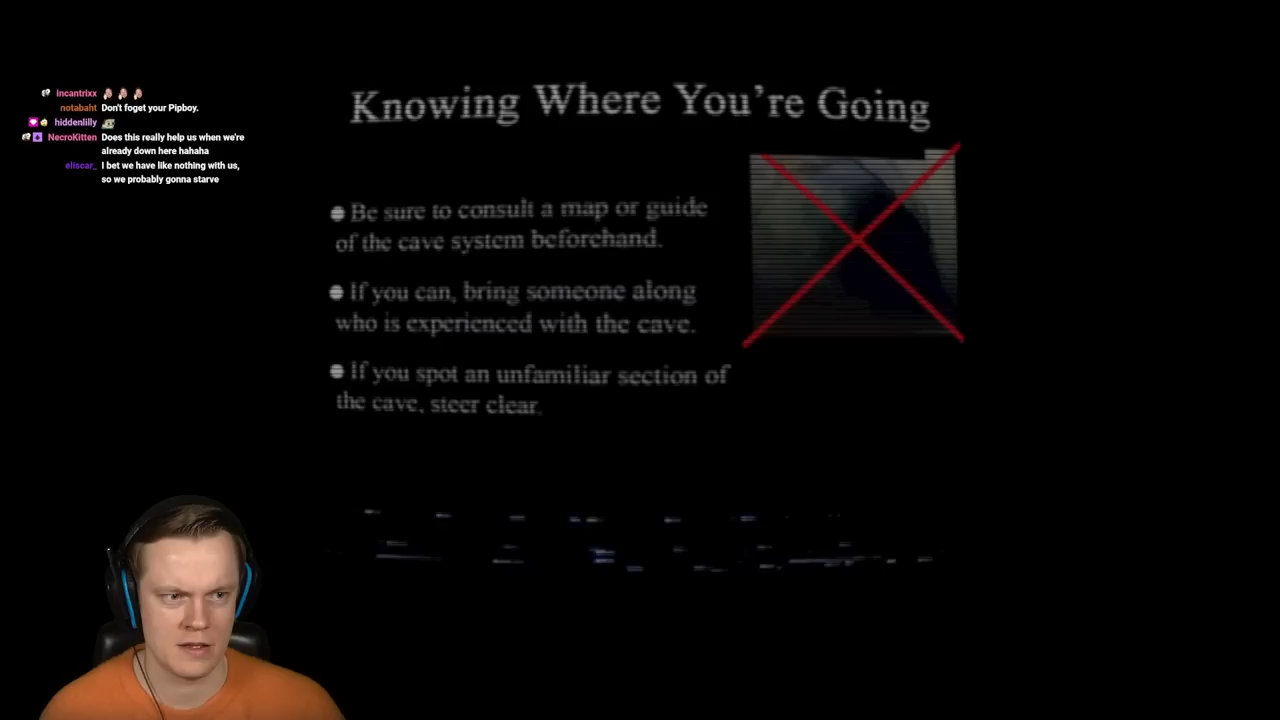 incantrixx
notabaht Don't foget your Pipboy.
hiddenlilly
NecroKitten Does this really help us when we're
already down here hahaha
eliscar_ I bet we have like nothing with us,
so we probably gonna starve
Knowing Where You're Going
● Be sure to consult a map or guide
of the cave system beforehand.
● If you can, bring someone along
who is experienced with the cave.
● If you spot an unfamiliar section of
the cave, steer clear.